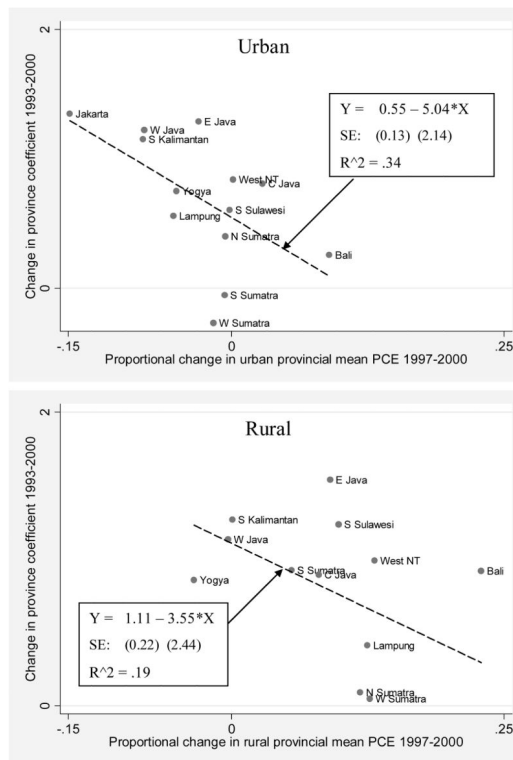 Urban
Change in province coefficient 1993-2000
2
0
Jakarta
E Java
W Java
S Kalimantan
West NT
C Java
Yogya
S Sulawesi
Lampung
N Sumatra
Bali
S Sumatra
W Sumatra
Y = 0.55 – 5.04*X
SE: (0.13) (2.14)
R^2 = .34
-.15
0
.25
Proportional change in urban provincial mean PCE 1997-2000
Rural
Change in province coefficient 1993-2000
2
0
E Java
S Kalimantan
S Sulawesi
W Java
West NT
S Sumatra
C Java
Bali
Yogya
Lampung
N Sumatra
W Sumatra
Y = 1.11 – 3.55*X
SE: (0.22) (2.44)
R^2 = .19
-.15
0
.25
Proportional change in rural provincial mean PCE 1997-2000